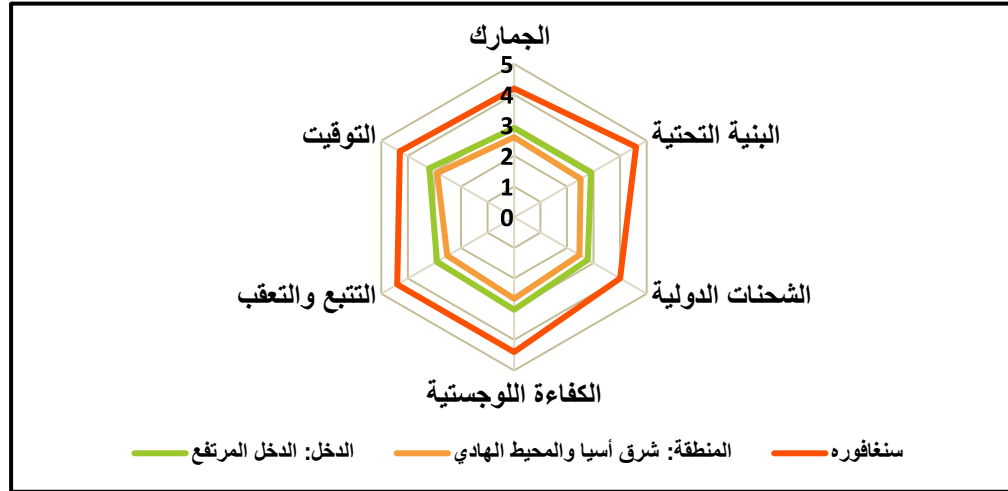 الجمارك
5
4
3
2
1
0
البنية التحتية
الشحنات الدولية
الكفاءة اللوجستية
التتبع والتعقب
التوقيت
سنغافوره
المنطقة: شرق أسيا والمحيط الهادي
الدخل: الدخل المرتفع